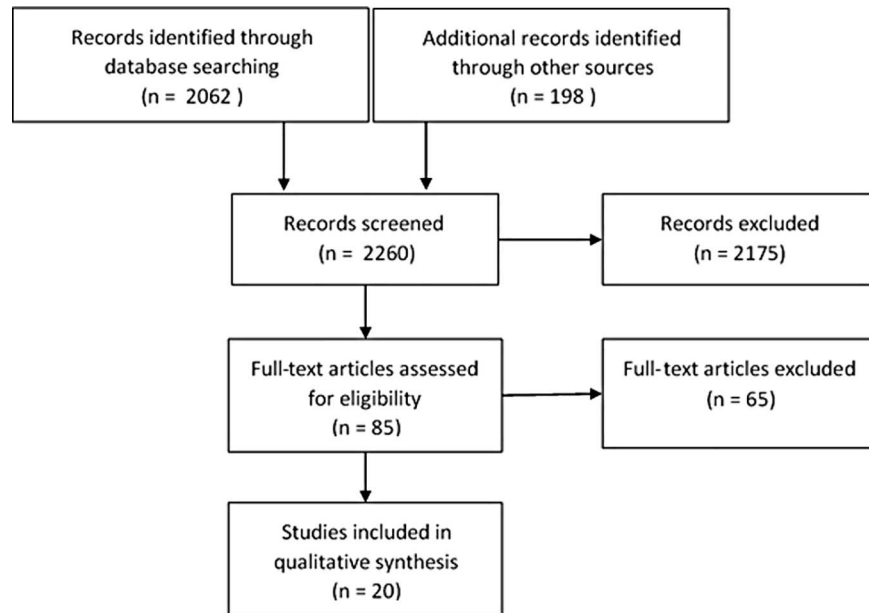 Records identified through
database searching
(n = 2062 )
Additional records identified
through other sources
(n = 198 )
Records screened
(n = 2260)
Records excluded
(n = 2175)
Full-text articles assessed
for eligibility
(n = 85)
Full-text articles excluded
(n = 65)
Studies included in
qualitative synthesis
(n = 20)